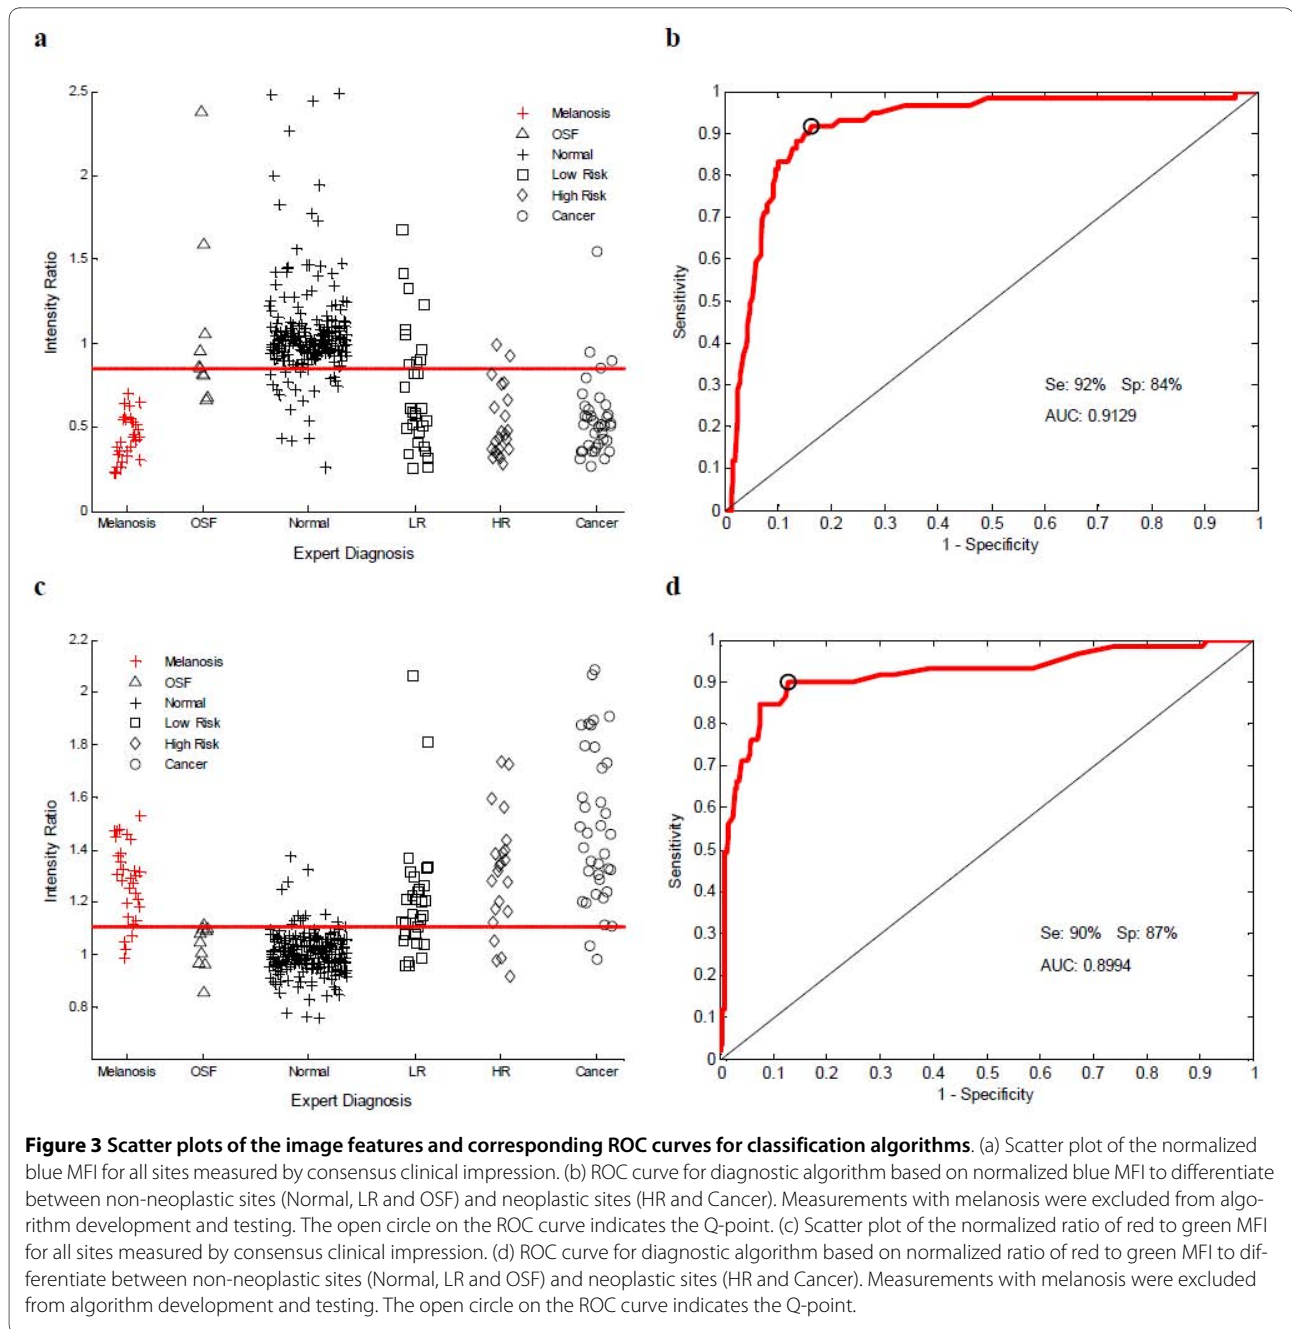 a
2.5
2
1.5
1
0.5
0
Intensity Ratio
Melanosis
OSF
Normal
Low Risk
High Risk
Cancer
Melanosis OSF Normal LR HR Cancer
Expert Diagnosis
b
1
0.9
0.8
0.7
0.6
0.5
0.4
0.3
0.2
0.1
0
Sensitivity
Se: 92% Sp: 84%
AUC: 0.9129
0 0.1 0.2 0.3 0.4 0.5 0.6 0.7 0.8 0.9 1
1 - Specificity
c
2.2
2
1.8
1.6
1.4
1.2
1
0.8
Intensity Ratio
Melanosis
OSF
Normal
Low Risk
High Risk
Cancer
Melanosis OSF Normal LR HR Cancer
Expert Diagnosis
d
1
0.9
0.8
0.7
0.6
0.5
0.4
0.3
0.2
0.1
0
Sensitivity
Se: 90% Sp: 87%
AUC: 0.8994
0 0.1 0.2 0.3 0.4 0.5 0.6 0.7 0.8 0.9 1
1 - Specificity
Figure 3 Scatter plots of the image features and corresponding ROC curves for classification algorithms. (a) Scatter plot of the normalized
blue MFI for all sites measured by consensus clinical impression. (b) ROC curve for diagnostic algorithm based on normalized blue MFI to differentiate
between non-neoplastic sites (Normal, LR and OSF) and neoplastic sites (HR and Cancer). Measurements with melanosis were excluded from algo-
rithm development and testing. The open circle on the ROC curve indicates the Q-point. (c) Scatter plot of the normalized ratio of red to green MFI
for all sites measured by consensus clinical impression. (d) ROC curve for diagnostic algorithm based on normalized ratio of red to green MFI to dif-
ferentiate between non-neoplastic sites (Normal, LR and OSF) and neoplastic sites (HR and Cancer). Measurements with melanosis were excluded
from algorithm development and testing. The open circle on the ROC curve indicates the Q-point.